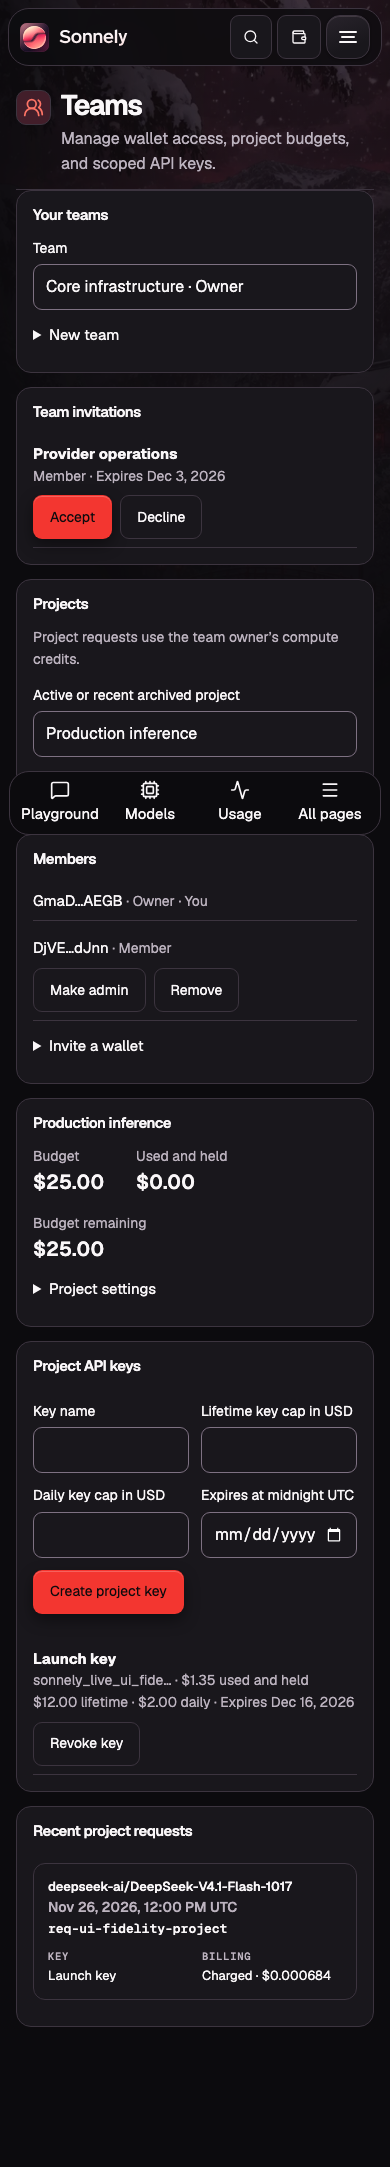 Sonnely
Teams
Manage wallet access, project budgets,
and scoped API keys.
Your teams
Team
Core infrastructure · Owner
New team
Team invitations
Provider operations
Member · Expires Dec 3, 2026
Accept
Decline
Projects
Project requests use the team owner's compute
credits.
Active or recent archived project
Production inference
Playground
Models
Usage
All pages
Members
GmaD...AEGB · Owner · You
DjVE...dJnn · Member
Make admin
Remove
Invite a wallet
Production inference
Budget
Used and held
$25.00
$0.00
Budget remaining
$25.00
Project settings
Project API keys
Key name
Lifetime key cap in USD
Daily key cap in USD
Expires at midnight UTC
mm/dd/yyyy
Create project key
Launch key
sonnely_live_ui_fide... · $1.35 used and held
$12.00 lifetime · $2.00 daily · Expires Dec 16, 2026
Revoke key
Recent project requests
deepseek-ai/DeepSeek-V4.1-Flash-1017
Nov 26, 2026, 12:00 PM UTC
req-ui-fidelity-project
KEY
BILLING
Launch key
Charged · $0.000684